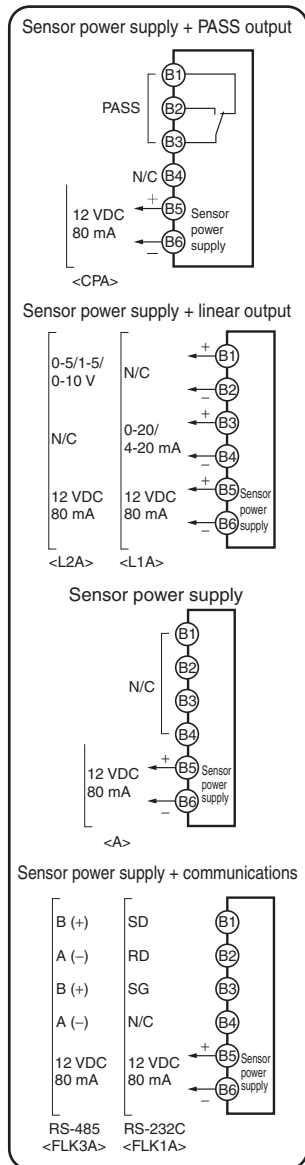 Sensor power supply + PASS output
B1
PASS
B2
B3
N/C B4
12 VDC
80 mA
+
B5
B6
−
Sensor
power
supply
<CPA>
Sensor power supply + linear output
0-5/1-5/
0-10 V
N/C
+
B1
−
B2
N/C
0-20/
4-20 mA
+
B3
−
B4
12 VDC
80 mA
12 VDC
80 mA
+
B5
−
B6
Sensor
power
supply
<L2A>
<L1A>
Sensor power supply
B1
B2
N/C
B3
B4
12 VDC
80 mA
+
B5
−
B6
Sensor
power
supply
<A>
Sensor power supply + communications
B (+)
SD
B1
A (−)
RD
B2
B (+)
SG
B3
A (−)
N/C
B4
12 VDC
80 mA
12 VDC
80 mA
+
B5
−
B6
Sensor
power
supply
RS-485
<FLK3A>
RS-232C
<FLK1A>